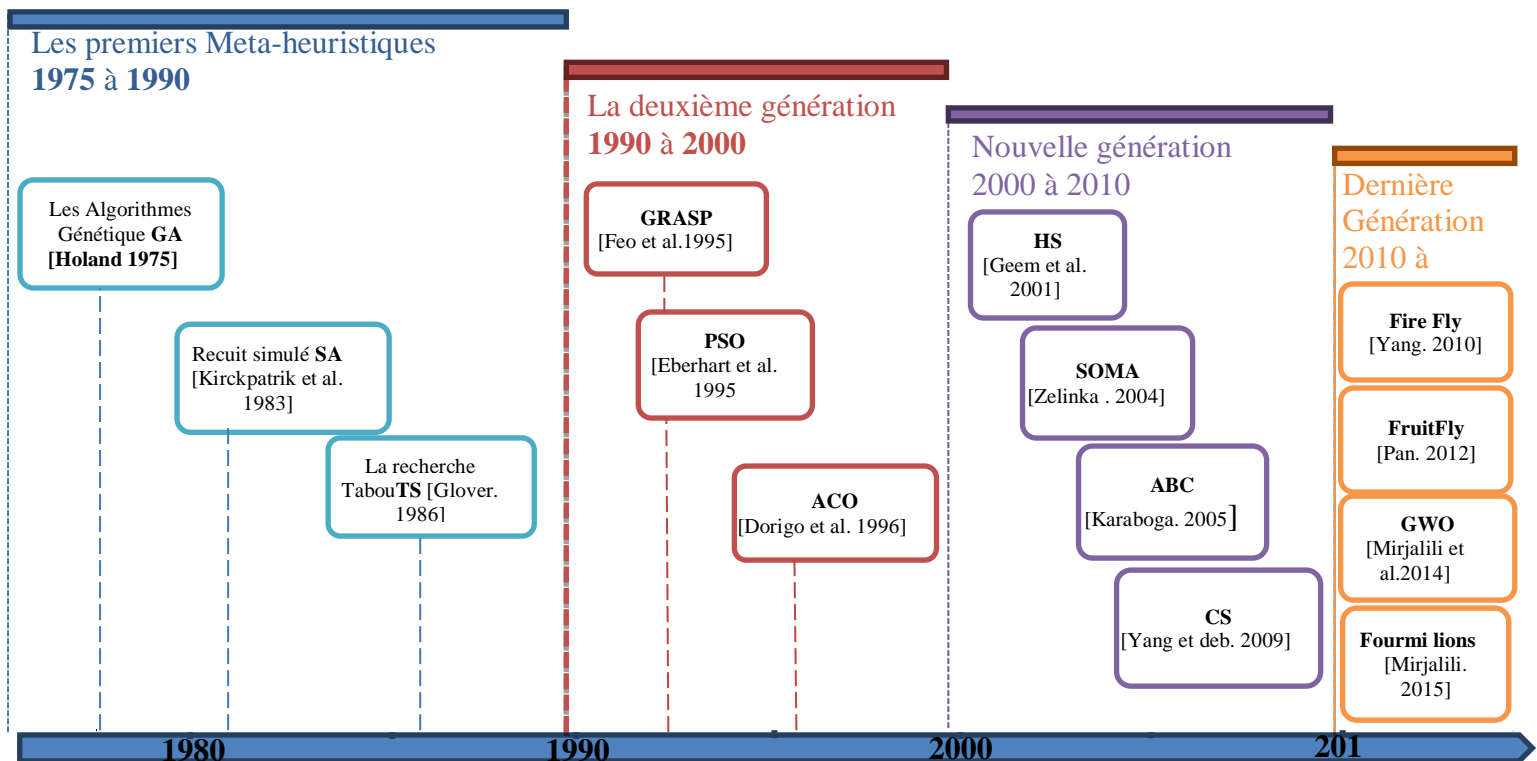 Les premiers Meta-heuristiques
1975 à 1990
Les Algorithmes
Génétique GA
[Holand 1975]
Recuit simulé SA
[Kirckpatrik et al.
1983]
La recherche
TabouTS [Glover.
1986]
La deuxième génération
1990 à 2000
GRASP
[Feo et al.1995]
PSO
[Eberhart et al.
1995
ACO
[Dorigo et al. 1996]
Nouvelle génération
2000 à 2010
HS
[Geem et al.
2001]
SOMA
[Zelinka . 2004]
ABC
[Karaboga. 2005]
CS
[Yang et deb. 2009]
Dernière
Génération
2010 à
Fire Fly
[Yang. 2010]
FruitFly
[Pan. 2012]
GWO
[Mirjalili et
al.2014]
Fourmi lions
[Mirjalili.
2015]
1980
1990
2000
201